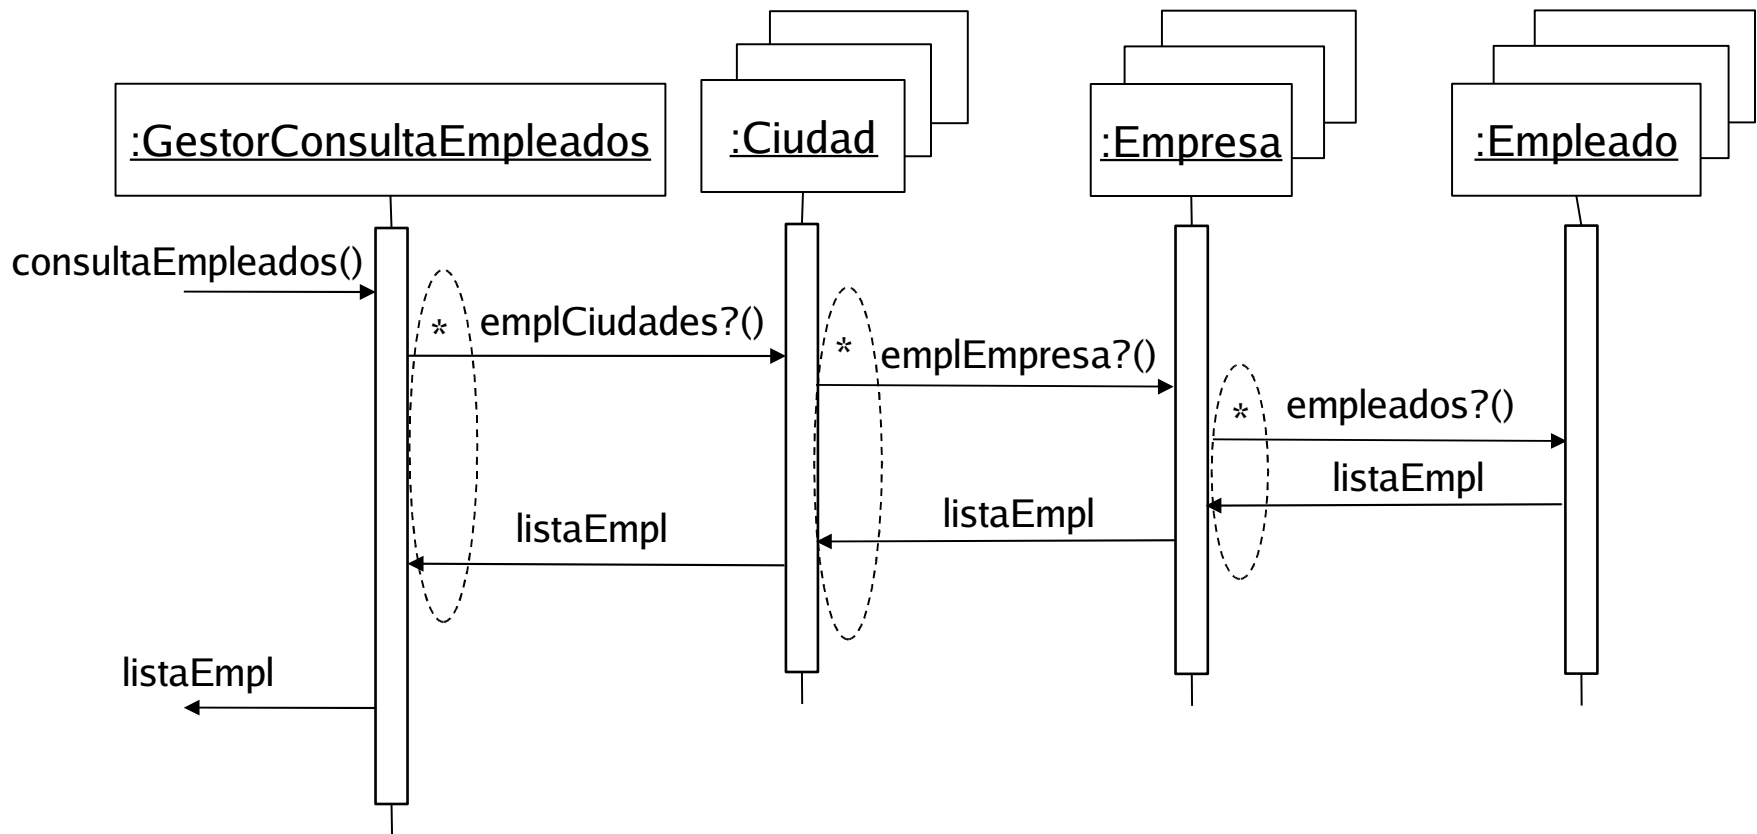 :GestorConsultaEmpleados
:Ciudad
:Empresa
:Empleado
consultaEmpleados()
* emplCiudades?()
* emplEmpresa?()
* empleados?()
listaEmpl
listaEmpl
listaEmpl
listaEmpl